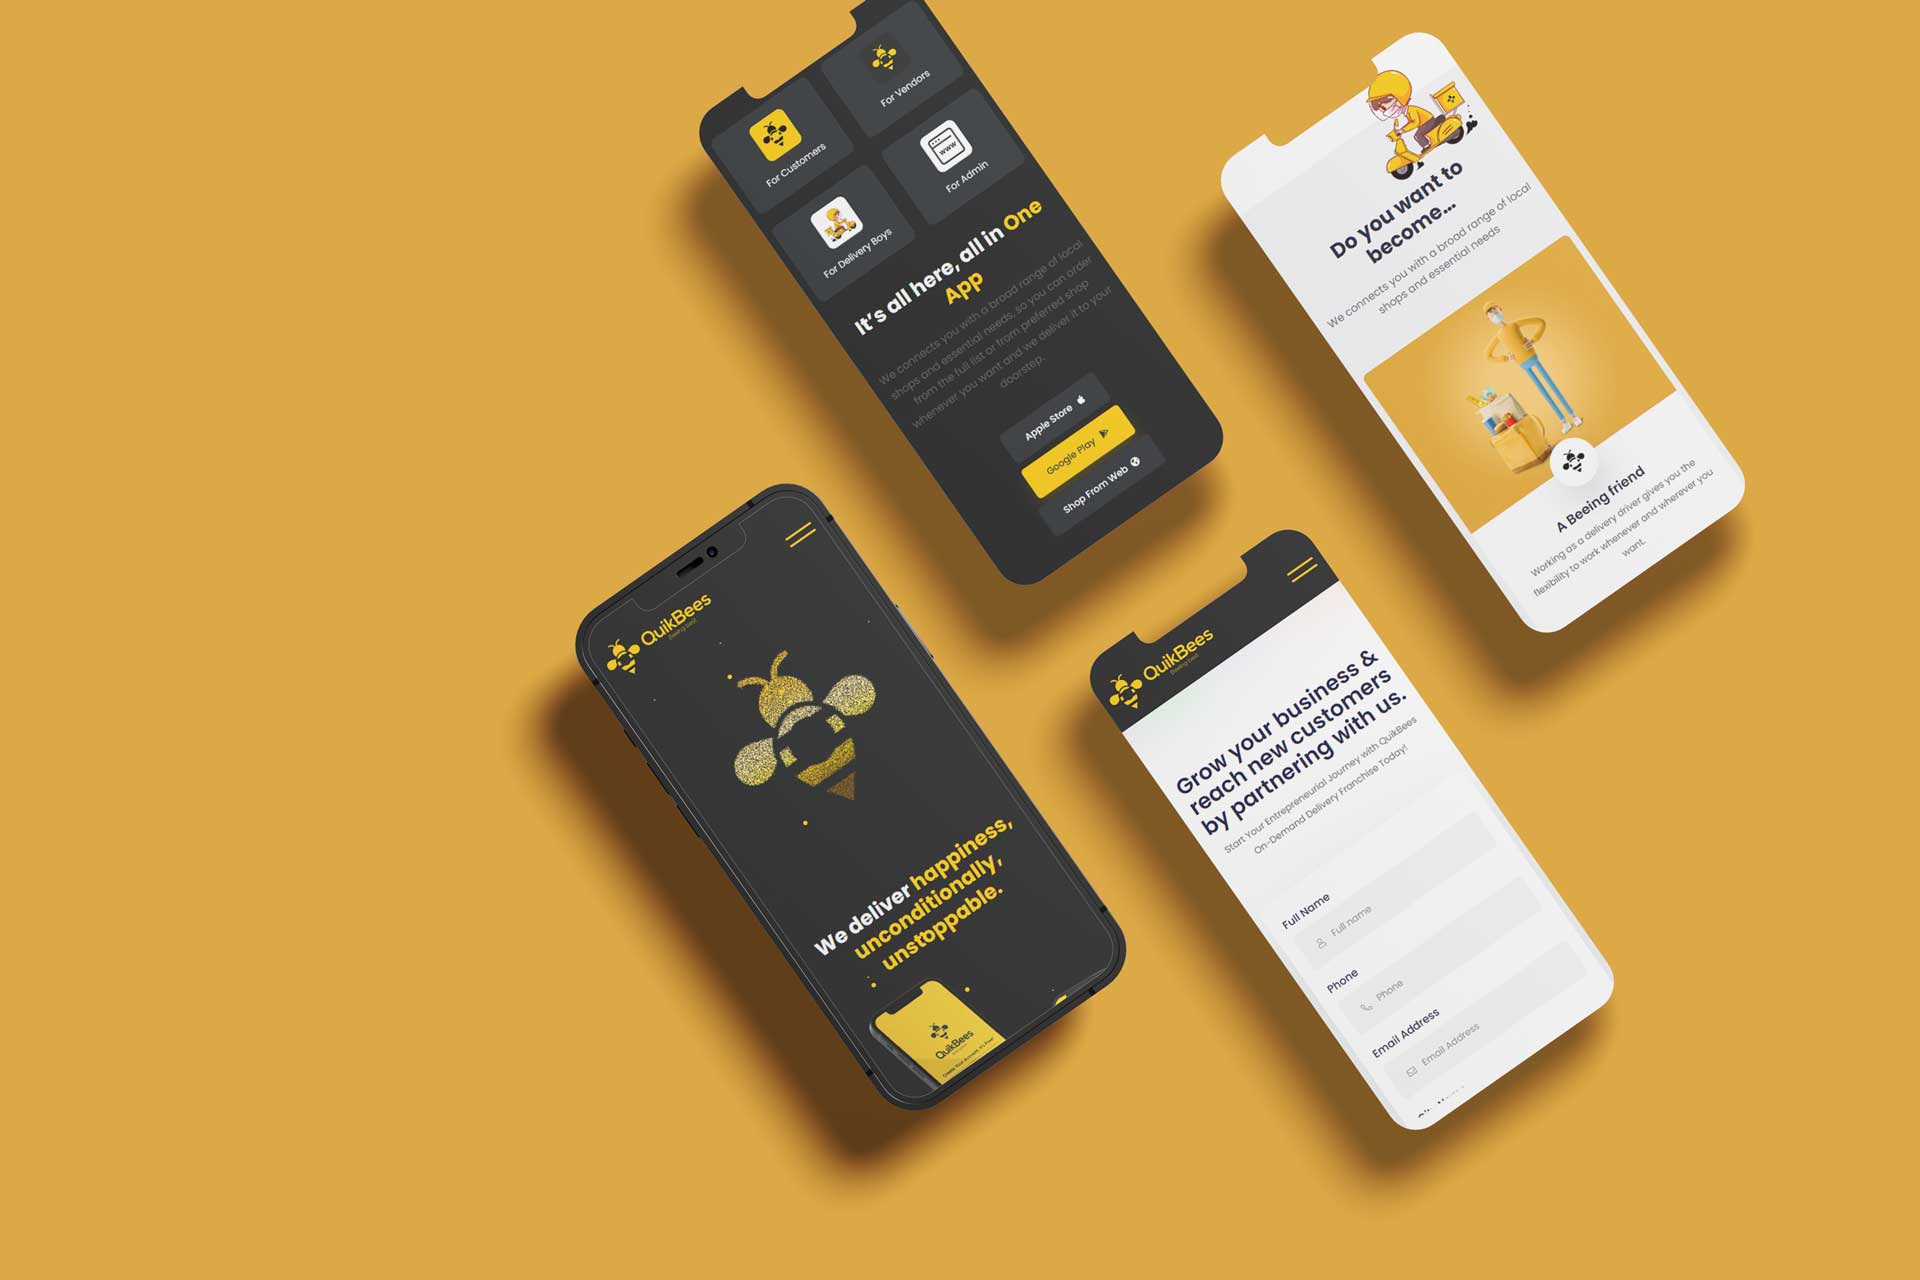 For Customers
For Vendors
For Delivery Boys
www
For Admin
It's all here, all in One
App
We connects you with a broad range of local
shops and essential needs, so you can order
from the full list or from preferred shop
whenever you want and we deliver it to your
doorstep.
Apple Store
Google Play
Shop From Web
Do you want to
become...
We connects you with a broad range of local
shops and essential needs
A Beeing friend
Working as a delivery driver gives you the
flexibility to work whenever and wherever you
want.
QuikBees
We deliver happiness,
unconditionally,
unstoppable.
QuikBees
QuikBees
Grow your business &
reach new customers
by partnering with us.
Start Your Entrepreneurial Journey with QuikBees
On-Demand Delivery Franchise Today!
Full Name
Full name
Phone
Phone
Email Address
Email Address